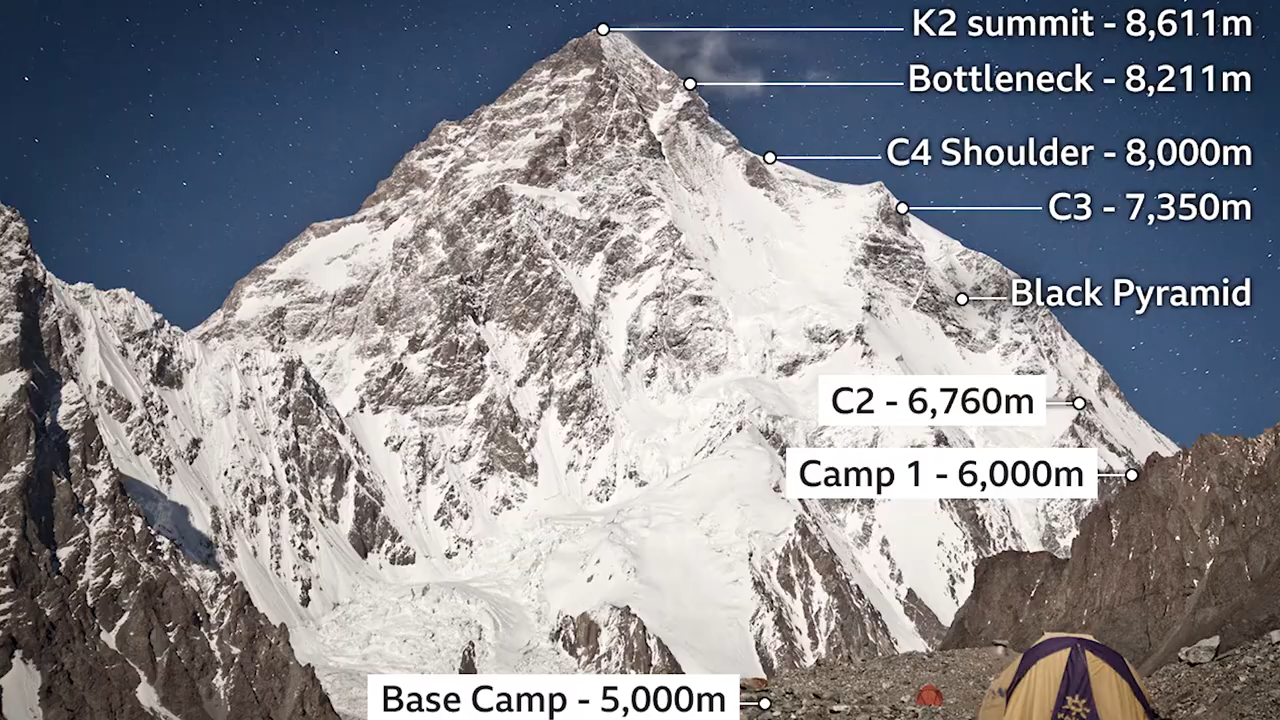 K2 summit - 8,611m
Bottleneck - 8,211m
C4 Shoulder - 8,000m
C3 - 7,350m
Black Pyramid
C2 - 6,760m
Camp 1 - 6,000m
Base Camp - 5,000m